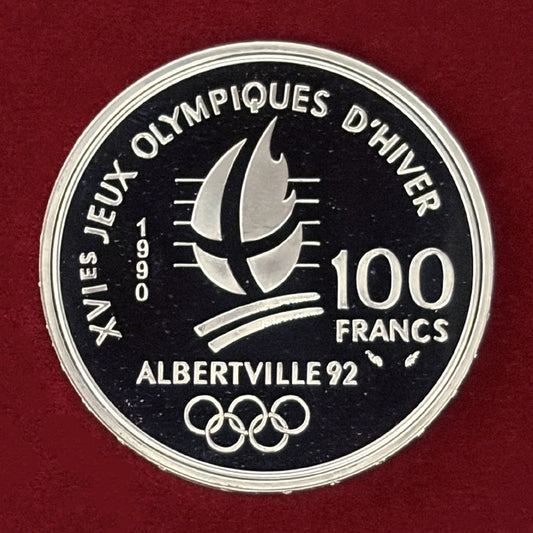 XVIes JEUX OLYMPIQUES D'HIVER
1990
100
FRANCS
ALBERTVILLE 92